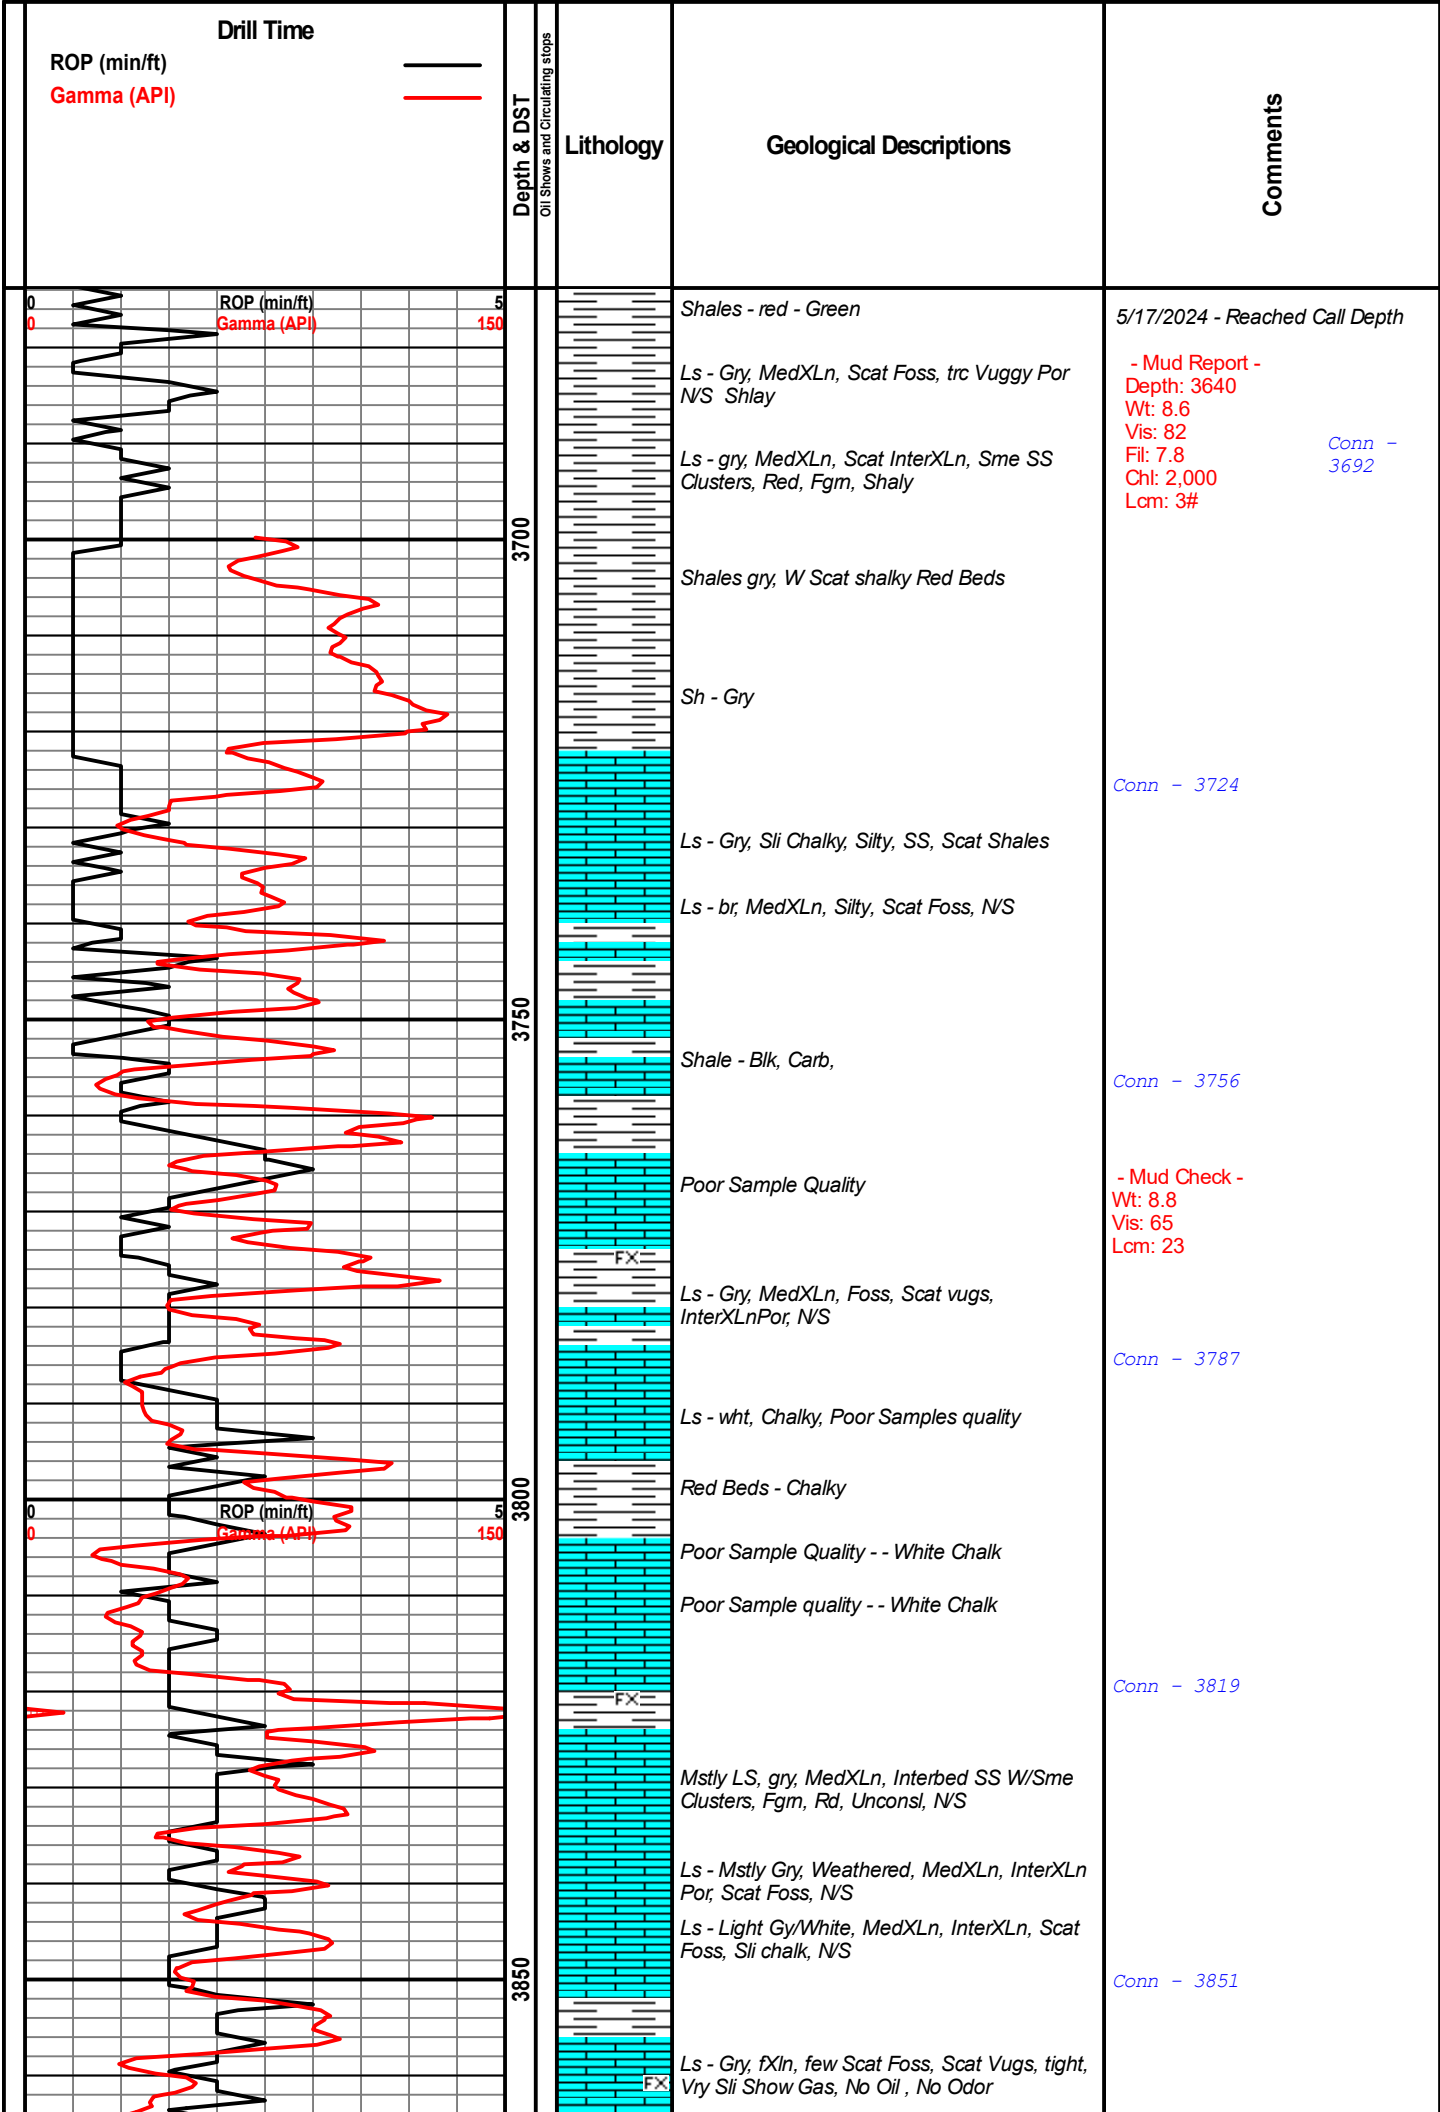 Drill Time
ROP (min/ft)
Gamma (API)
Depth & DST
Oil Shows and Circulating stops
Lithology
Geological Descriptions
Comments
0 ROP (min/ft) 5
0 Gamma (API) 150
Shales - red - Green
5/17/2024 - Reached Call Depth
Ls - Gry, MedXLn, Scat Foss, trc Vuggy Por
N/S Shlay
- Mud Report -
Depth: 3640
Wt: 8.6
Vis: 82
Fil: 7.8
Chl: 2,000
Lcm: 3#
Conn -
3692
Ls - gry, MedXLn, Scat InterXLn, Sme SS
Clusters, Red, Fgrn, Shaly
3700
Shales gry, W Scat shalky Red Beds
Sh - Gry
Conn - 3724
Ls - Gry, Sli Chalky, Silty, SS, Scat Shales
Ls - br, MedXLn, Silty, Scat Foss, N/S
3750
Shale - Blk, Carb,
Conn - 3756
Poor Sample Quality
- Mud Check -
Wt: 8.8
Vis: 65
Lcm: 23
FX
Ls - Gry, MedXLn, Foss, Scat vugs,
InterXLnPor, N/S
Conn - 3787
Ls - wht, Chalky, Poor Samples quality
Red Beds - Chalky
3800
0 ROP (min/ft) 5
0 Gamma (API) 150
Poor Sample Quality - - White Chalk
Poor Sample quality - - White Chalk
Conn - 3819
FX
Mstly LS, gry, MedXLn, Interbed SS W/Sme
Clusters, Fgrn, Rd, Unconsl, N/S
Ls - Mstly Gry, Weathered, MedXLn, InterXLn
Por, Scat Foss, N/S
Ls - Light Gy/White, MedXLn, InterXLn, Scat
Foss, Sli chalk, N/S
3850
Conn - 3851
Ls - Gry, fXln, few Scat Foss, Scat Vugs, tight,
Vry Sli Show Gas, No Oil , No Odor
FX